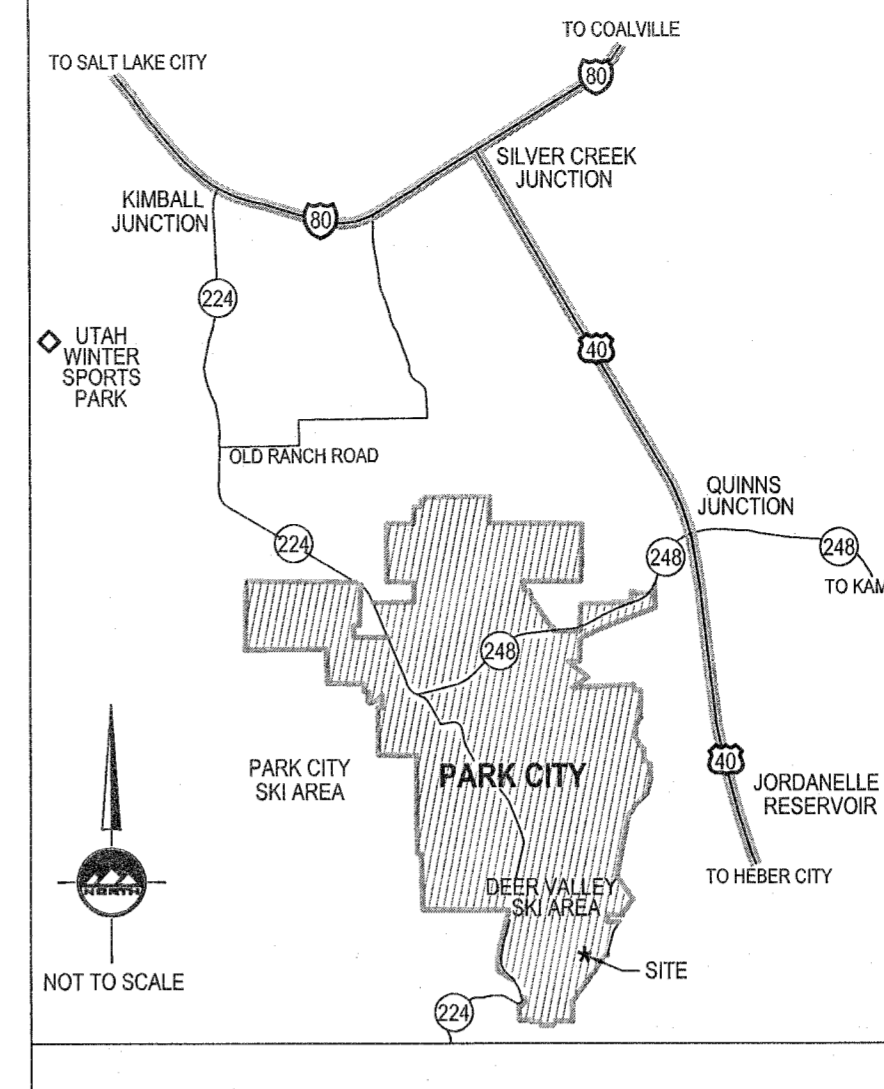 TO COALVILLE
TO SALT LAKE CITY
80
SILVER CREEK
JUNCTION
KIMBALL
JUNCTION
80
224
UTAH
WINTER
SPORTS
PARK
40
OLD RANCH ROAD
QUINNS
JUNCTION
224
248
248
TO KAM
248
PARK CITY
SKI AREA
PARK CITY
40
JORDANELLE
RESERVOIR
DEER VALLEY
SKI AREA
TO HEBER CITY
NORTH
NOT TO SCALE
SITE
224